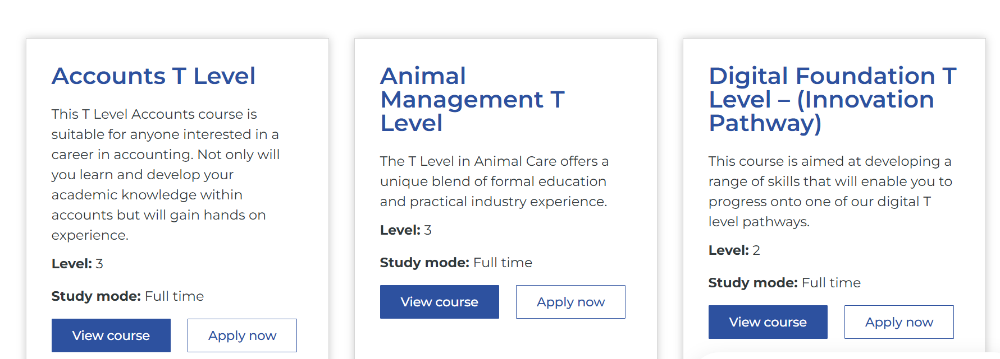 Accounts T Level
This T Level Accounts course is
suitable for anyone interested in a
career in accounting. Not only will
you learn and develop your
academic knowledge within
accounts but will gain hands on
experience.
Level: 3
Study mode: Full time
View course
Apply now
Animal
Management T
Level
The T Level in Animal Care offers a
unique blend of formal education
and practical industry experience.
Level: 3
Study mode: Full time
View course
Apply now
Digital Foundation T
Level – (Innovation
Pathway)
This course is aimed at developing a
range of skills that will enable you to
progress onto one of our digital T
level pathways.
Level: 2
Study mode: Full time
View course
Apply now